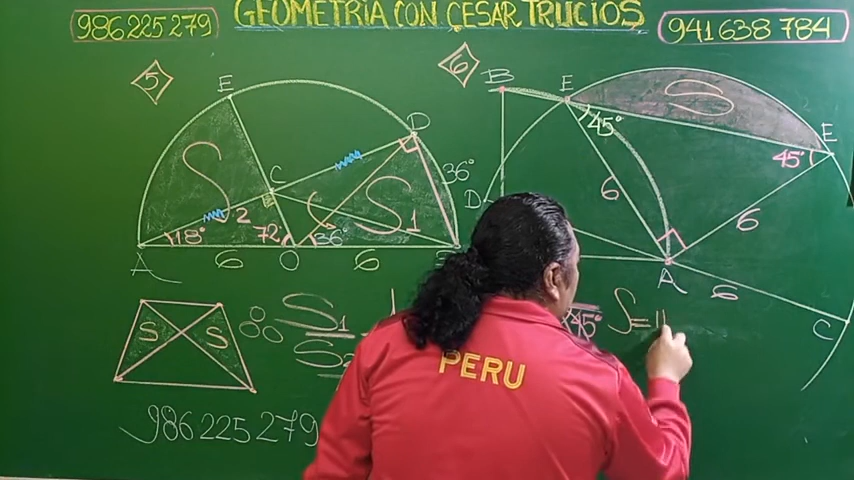 986225279
GEOMETRIA CON CESAR TRUCIOS
941638784
5
E
D
36°
S
C
2
S1
18°
72
36°
A
6
O
6
6
B
E
S
45°
E
45°
D
6
6
A
6
C
S
S
S1
S2
45°
S=
PERU
986225279